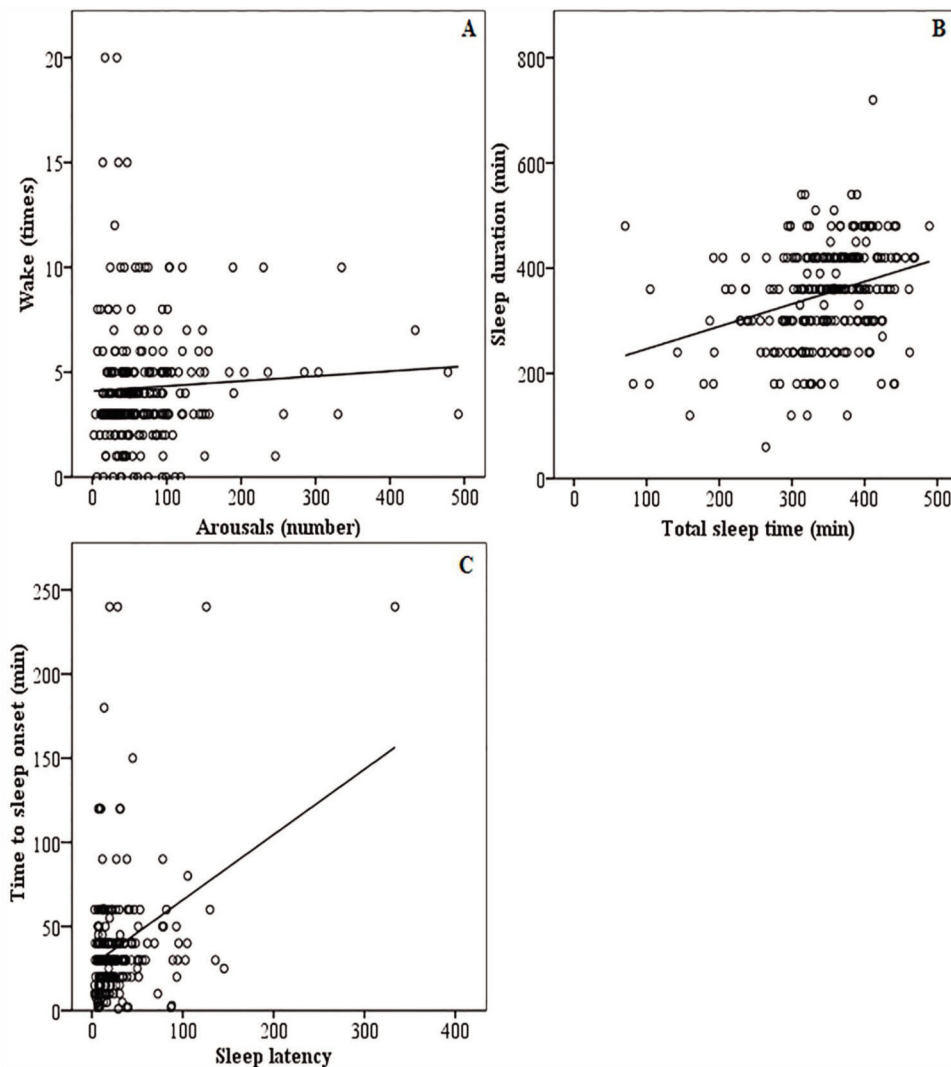 A
Wake (times)
20
15
10
5
0
0 100 200 300 400 500
Arousals (number)
B
Sleep duration (min)
800
600
400
200
0
0 100 200 300 400 500
Total sleep time (min)
C
Time to sleep onset (min)
250
200
150
100
50
0
0 100 200 300 400
Sleep latency